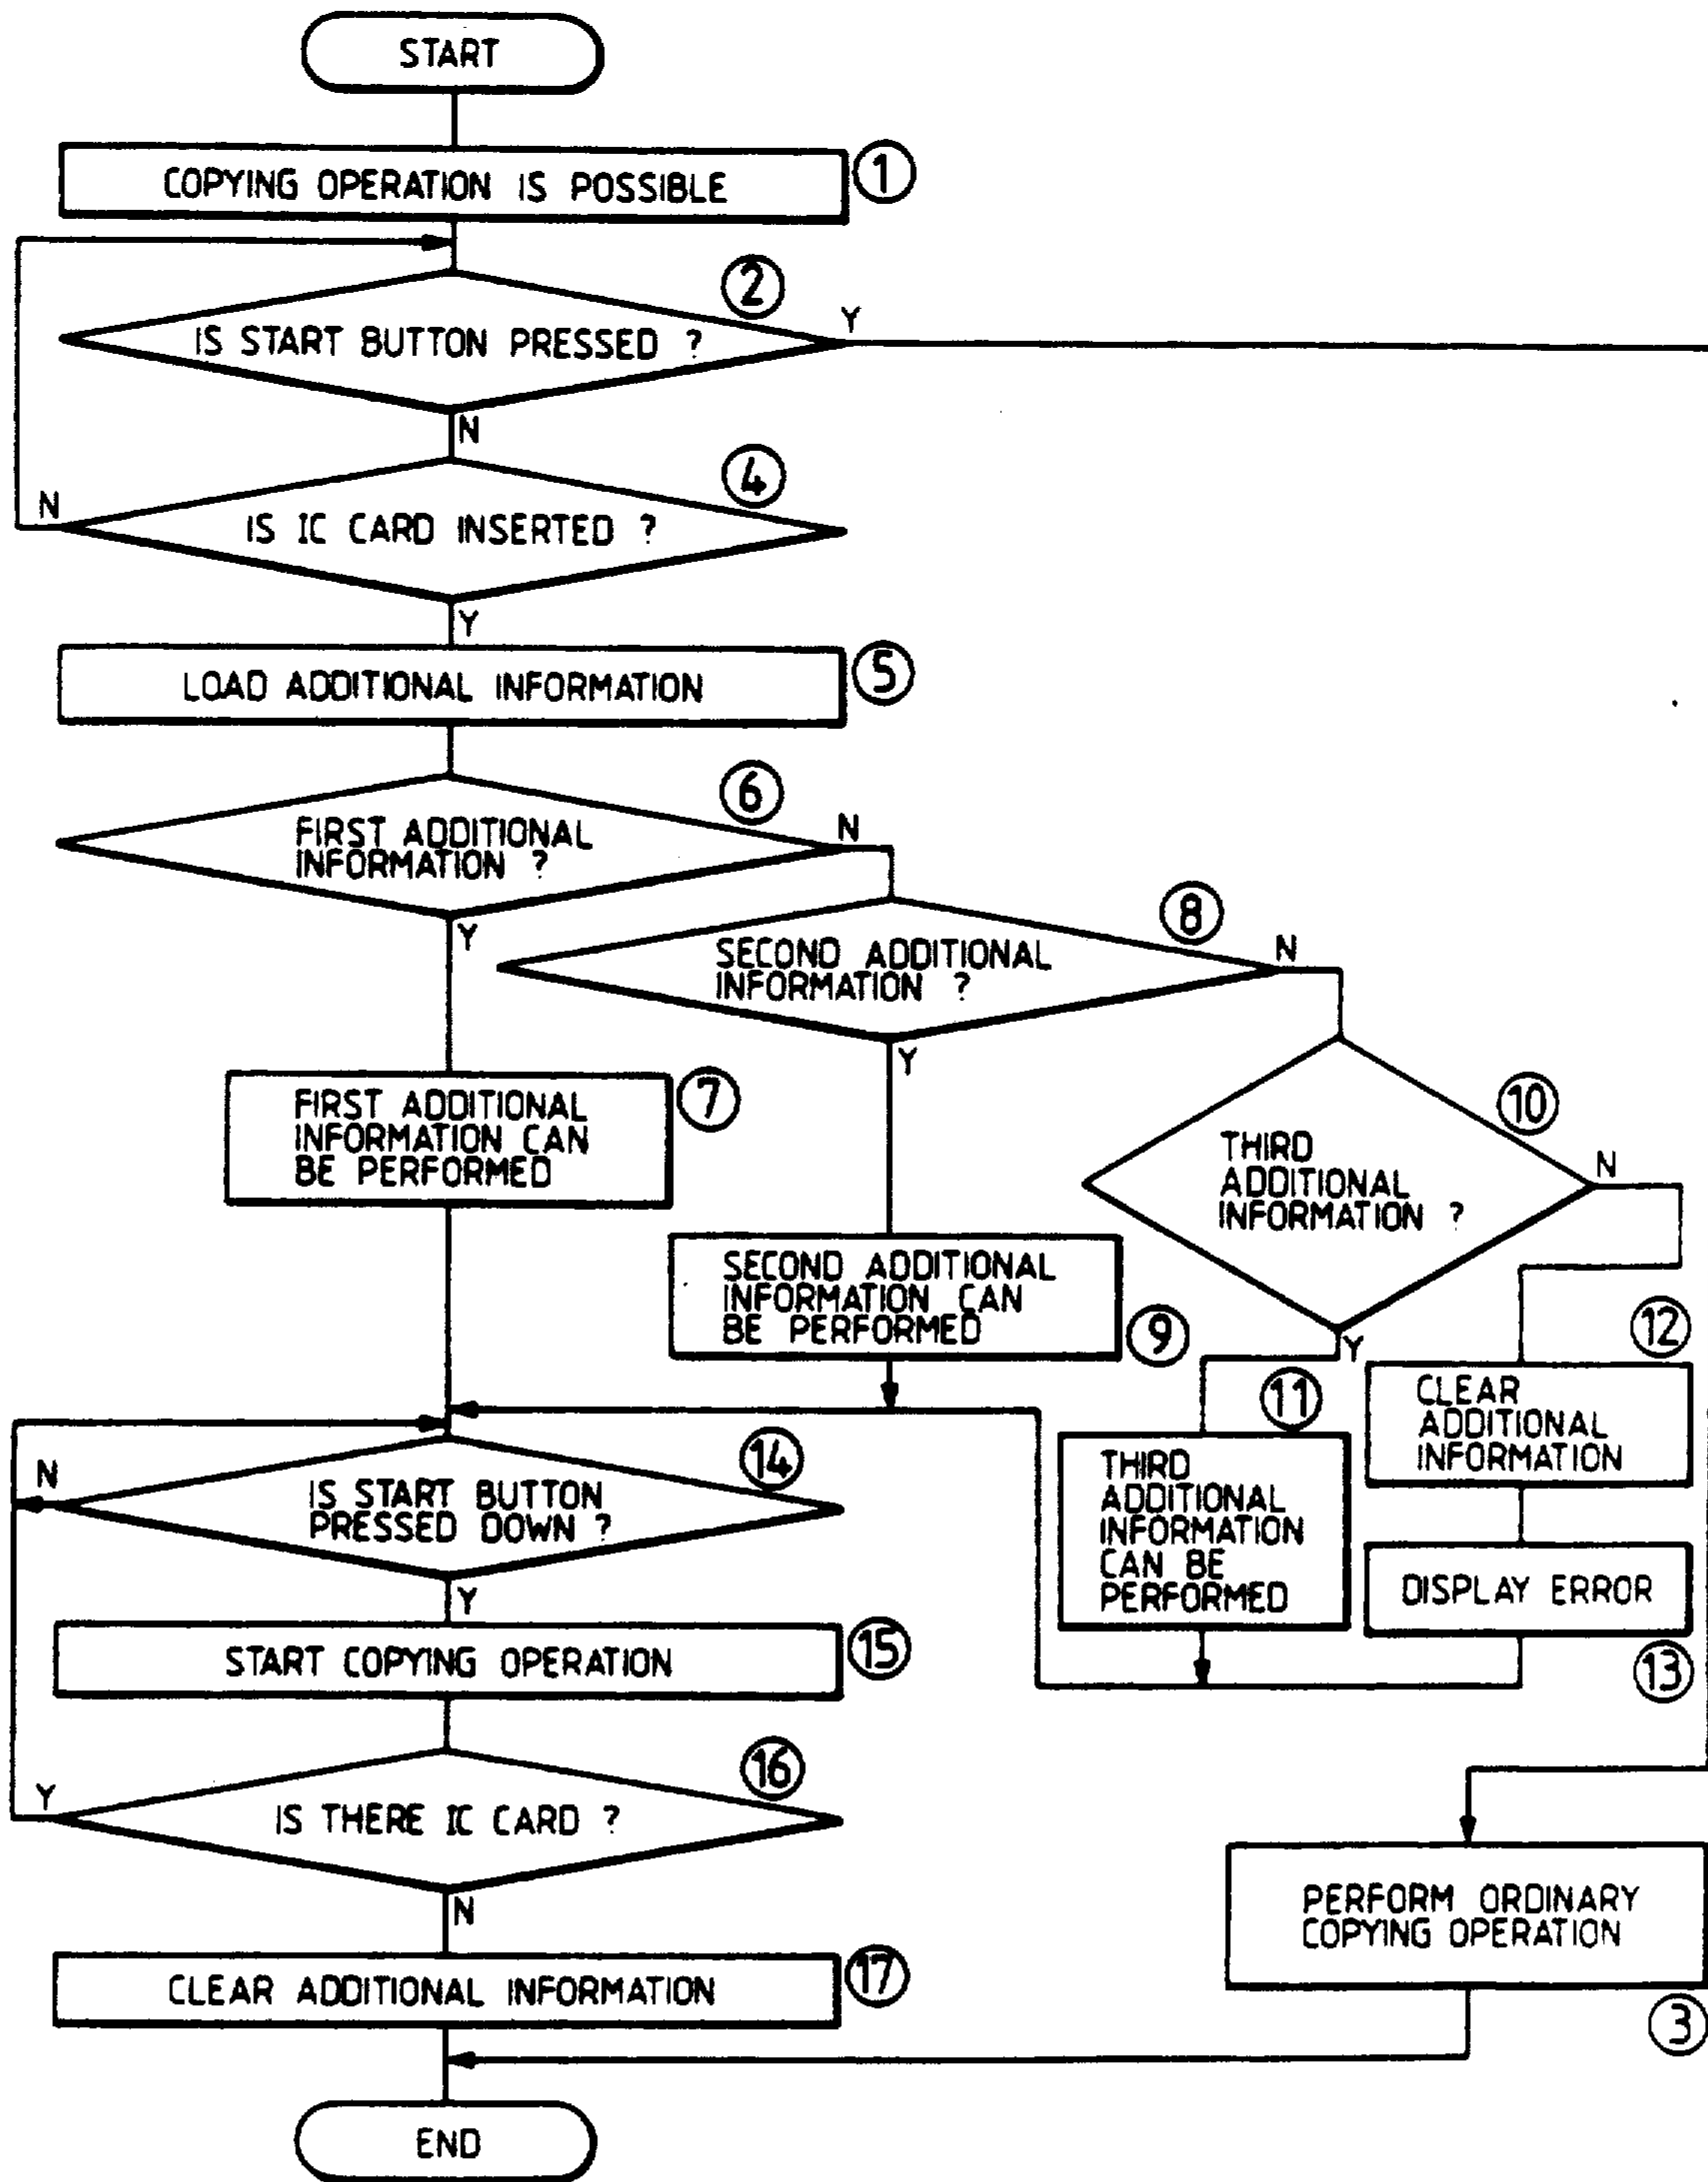 START
COPYING OPERATION IS POSSIBLE
1
2
IS START BUTTON PRESSED ?
Y
N
4
N
IS IC CARD INSERTED ?
Y
LOAD ADDITIONAL INFORMATION
5
6
FIRST ADDITIONAL
INFORMATION ?
N
Y
8
SECOND ADDITIONAL
INFORMATION ?
N
Y
7
FIRST ADDITIONAL
INFORMATION CAN
BE PERFORMED
10
THIRD
ADDITIONAL
INFORMATION ?
N
Y
SECOND ADDITIONAL
INFORMATION CAN
BE PERFORMED
9
11
THIRD
ADDITIONAL
INFORMATION
CAN BE
PERFORMED
12
CLEAR
ADDITIONAL
INFORMATION
DISPLAY ERROR
13
14
N
IS START BUTTON
PRESSED DOWN ?
Y
START COPYING OPERATION
15
16
Y
IS THERE IC CARD ?
N
CLEAR ADDITIONAL INFORMATION
17
PERFORM ORDINARY
COPYING OPERATION
3
END